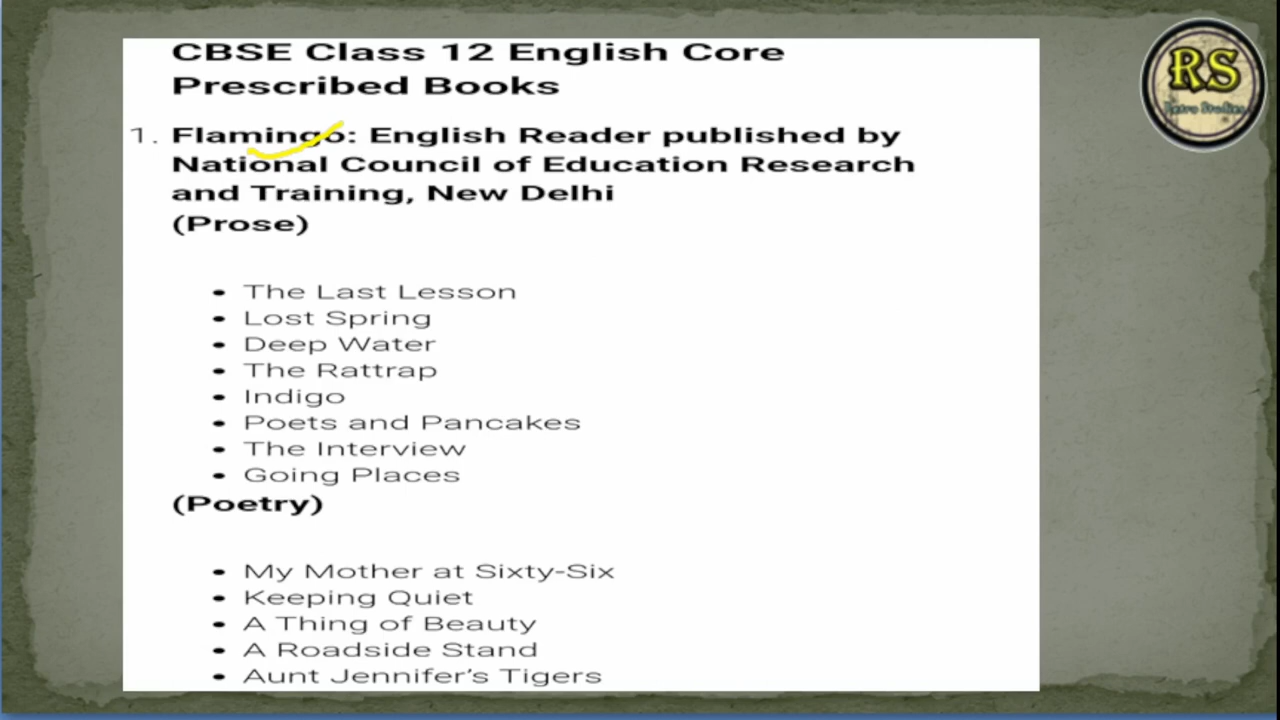 CBSE Class 12 English Core
Prescribed Books
1. Flamingo: English Reader published by
National Council of Education Research
and Training, New Delhi
(Prose)
• The Last Lesson
• Lost Spring
• Deep Water
• The Rattrap
• Indigo
• Poets and Pancakes
• The Interview
• Going Places
(Poetry)
• My Mother at Sixty-Six
• Keeping Quiet
• A Thing of Beauty
• A Roadside Stand
• Aunt Jennifer's Tigers
RS
Retro Studies